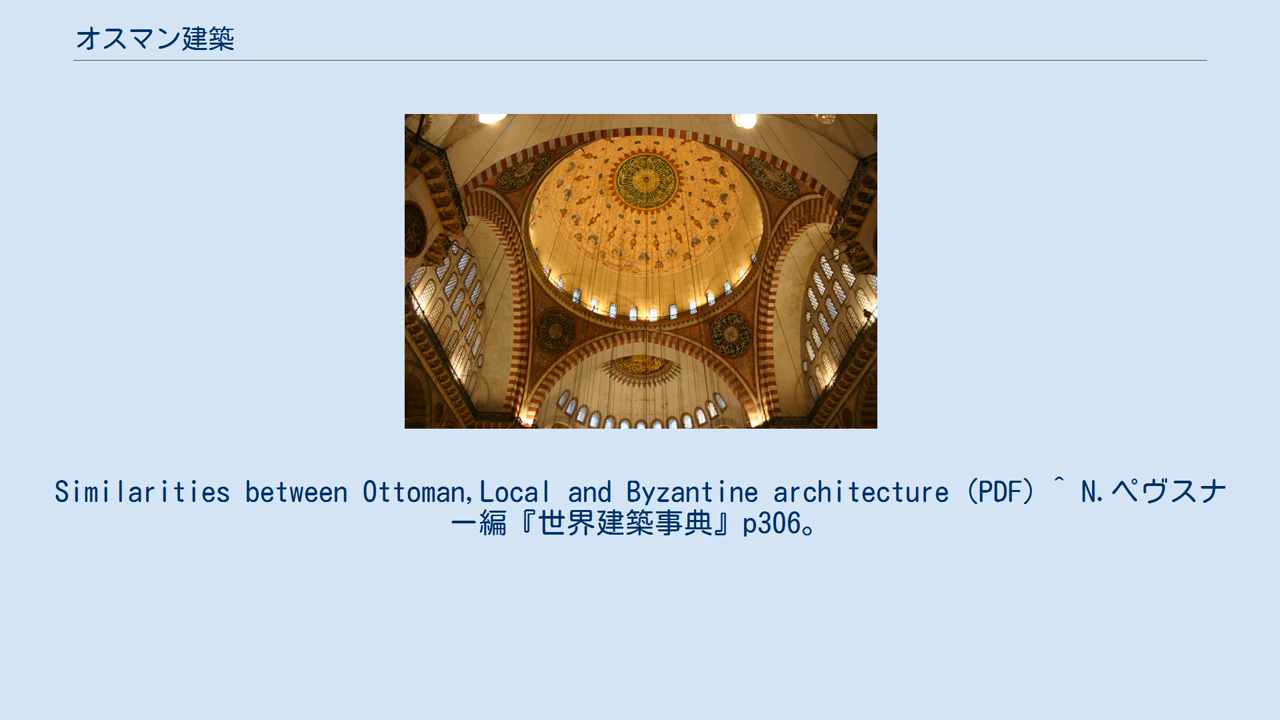 オスマン建築
Similarities between Ottoman,Local and Byzantine architecture（PDF）^ N.ペヴスナ
ー編『世界建築事典』p306。